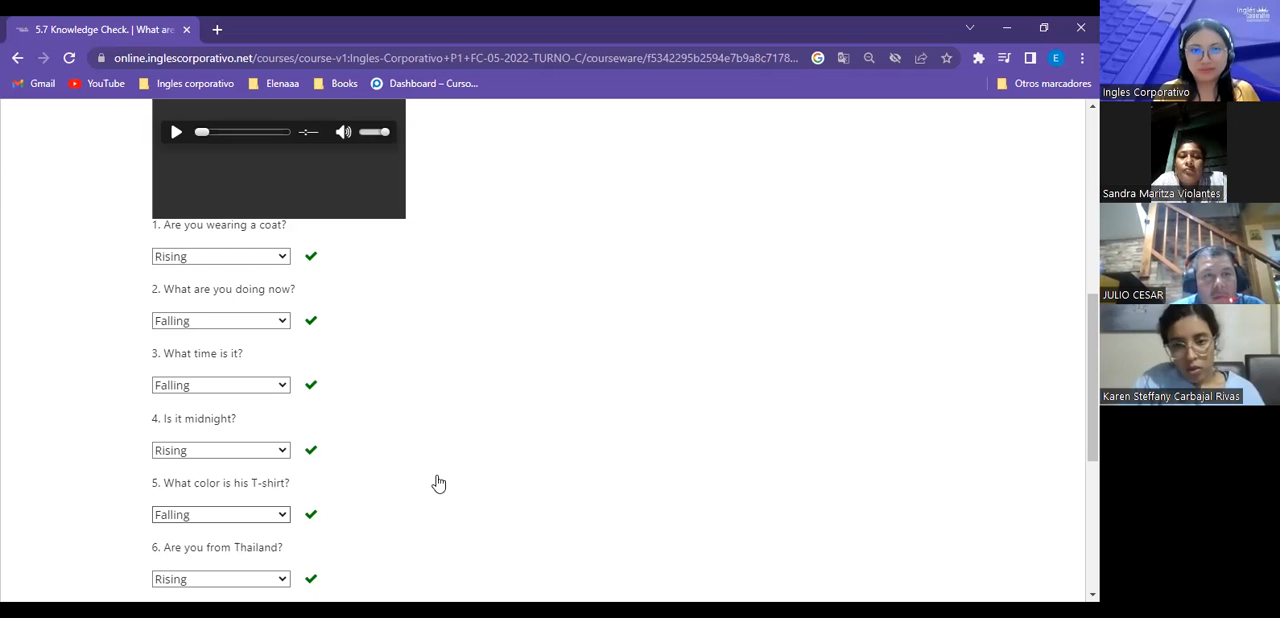 5.7 Knowledge Check. | What are
online.inglescorporativo.net/courses/course-v1:Ingles-Corporativo+P1+FC-05-2022-TURNO-C/courseware/f5342295b2594e7b9a8c7178...
E
Gmail
YouTube
Ingles corporativo
Elenaaa
Books
Dashboard – Curso...
Otros marcadores
1. Are you wearing a coat?
Rising
2. What are you doing now?
Falling
3. What time is it?
Falling
4. Is it midnight?
Rising
5. What color is his T-shirt?
Falling
6. Are you from Thailand?
Rising
Ingles Corporativo
Sandra Maritza Violantes
JULIO CESAR
Karen Steffany Carbajal Rivas